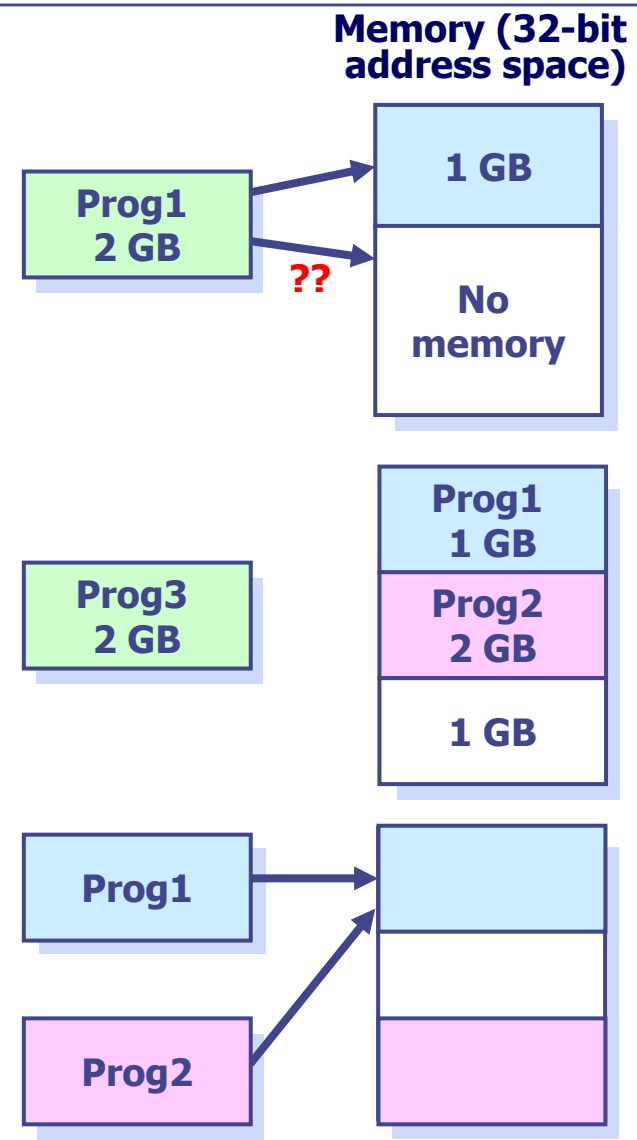 Memory (32-bit
address space)
1 GB
Prog1
2 GB
??
No
memory
Prog1
1 GB
Prog3
2 GB
Prog2
2 GB
1 GB
Prog1
Prog2